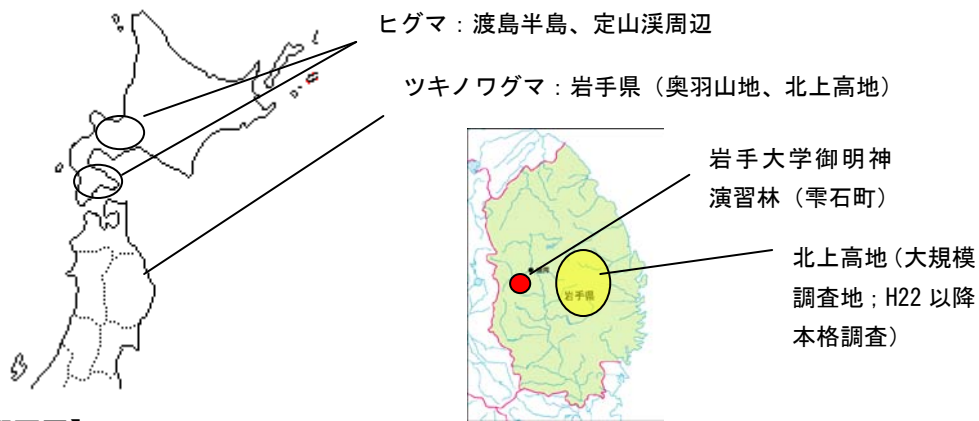 ヒグマ：渡島半島、定山渓周辺
ツキノワグマ：岩手県（奥羽山地、北上高地）
岩手大学御明神
演習林（雫石町）
北上高地（大規模
調査地；H22 以降
本格調査）
岩手県